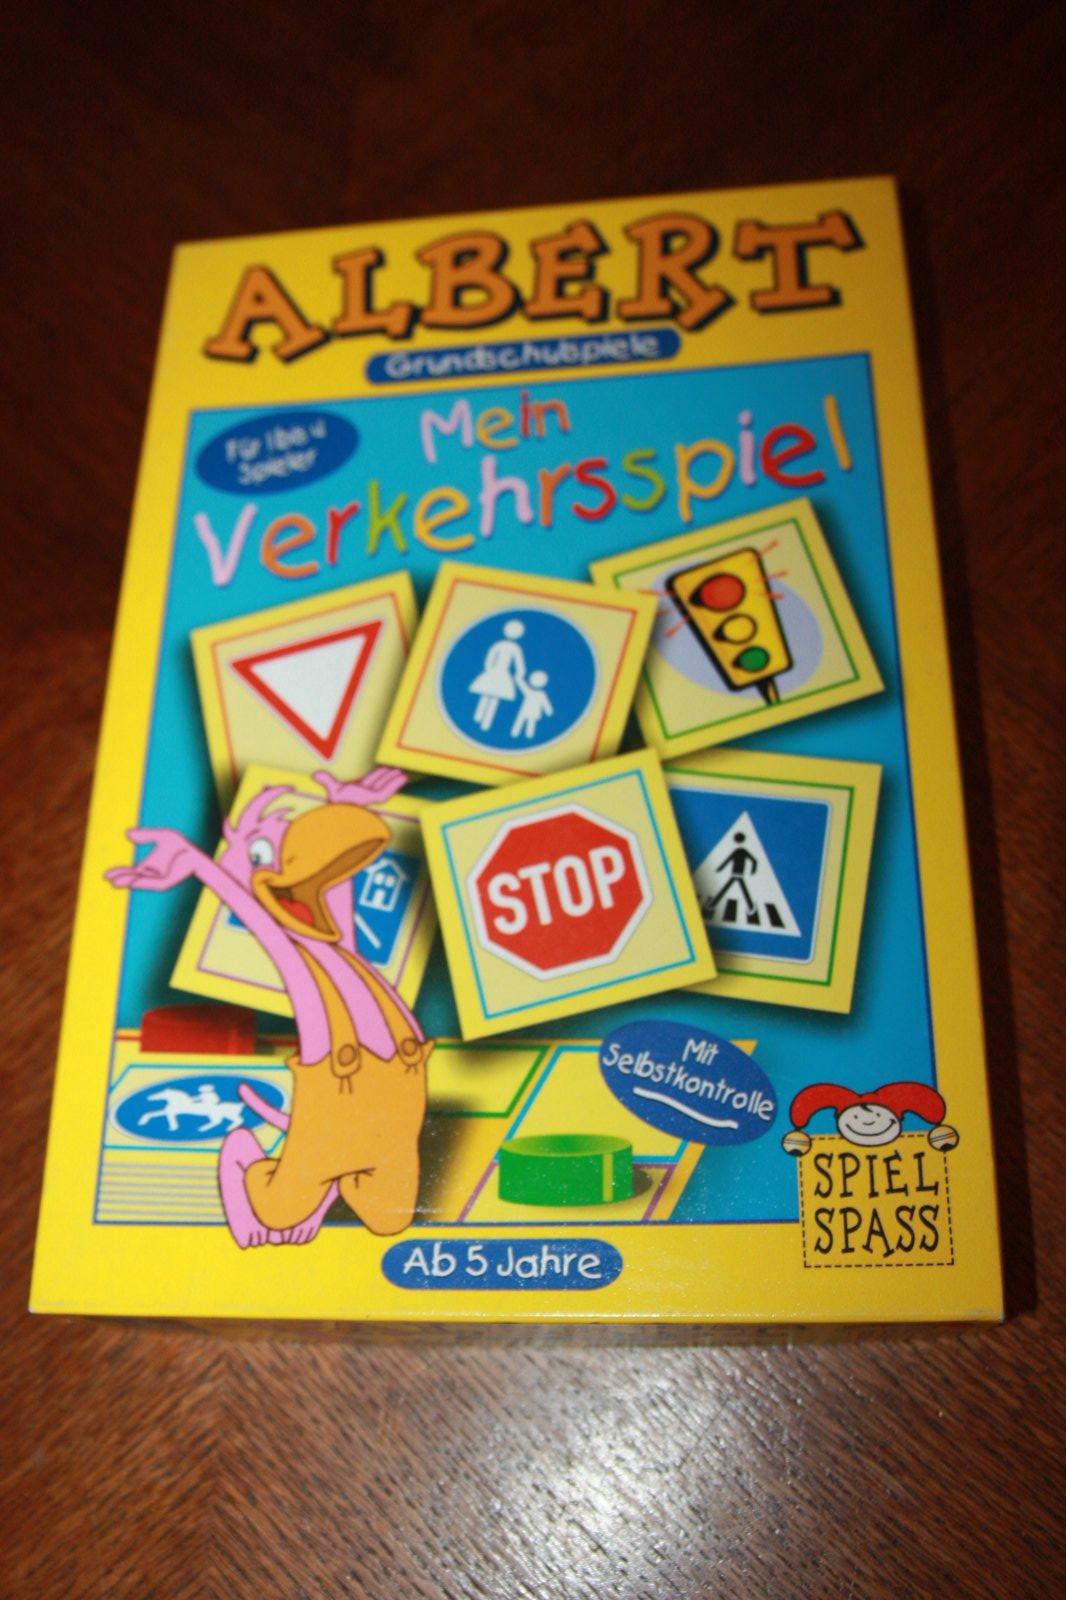 ALBERT
Grundschulspiele
Für 1 bis 4
Spieler
Mein
Verkehrsspiel
STOP
Mit
Selbstkontrolle
SPIEL
SPASS
Ab 5 Jahre